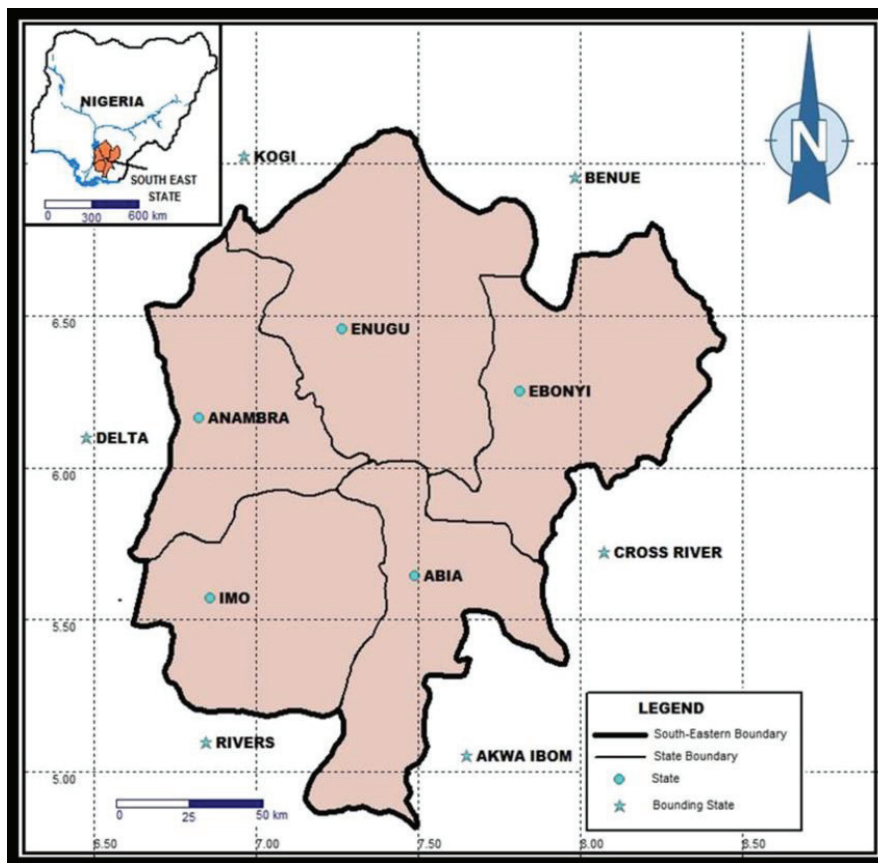 NIGERIA
SOUTH EAST
STATE
0 300 600 km
N
KOGI
BENUE
6.50
ENUGU
EBONYI
ANAMBRA
DELTA
6.00
CROSS RIVER
ABIA
IMO
5.50
LEGEND
South-Eastern Boundary
State Boundary
State
Bounding State
RIVERS
AKWA IBOM
5.00
0 25 50 km
6.50 7.00 7.50 8.00 8.50